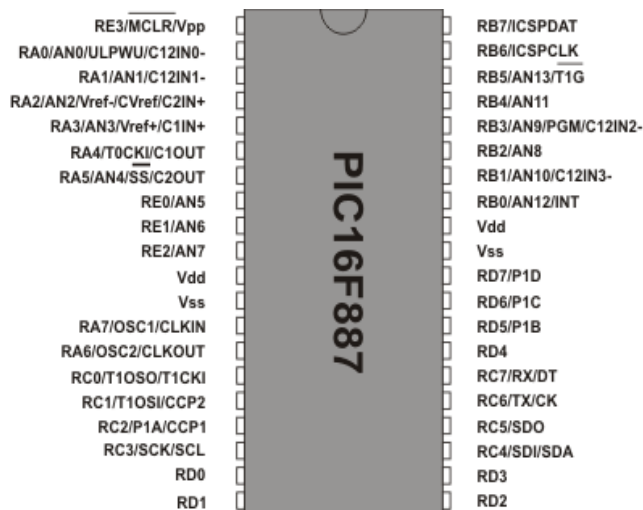 RE3/MCLR/Vpp
RA0/AN0/ULPWU/C12IN0-
RA1/AN1/C12IN1-
RA2/AN2/Vref-/CVref/C2IN+
RA3/AN3/Vref+/C1IN+
RA4/T0CKI/C1OUT
RA5/AN4/SS/C2OUT
RE0/AN5
RE1/AN6
RE2/AN7
Vdd
Vss
RA7/OSC1/CLKIN
RA6/OSC2/CLKOUT
RC0/T1OSO/T1CKI
RC1/T1OSI/CCP2
RC2/P1A/CCP1
RC3/SCK/SCL
RD0
RD1
PIC16F887
RB7/ICSPDAT
RB6/ICSPCLK
RB5/AN13/T1G
RB4/AN11
RB3/AN9/PGM/C12IN2-
RB2/AN8
RB1/AN10/C12IN3-
RB0/AN12/INT
Vdd
Vss
RD7/P1D
RD6/P1C
RD5/P1B
RD4
RC7/RX/DT
RC6/TX/CK
RC5/SDO
RC4/SDI/SDA
RD3
RD2